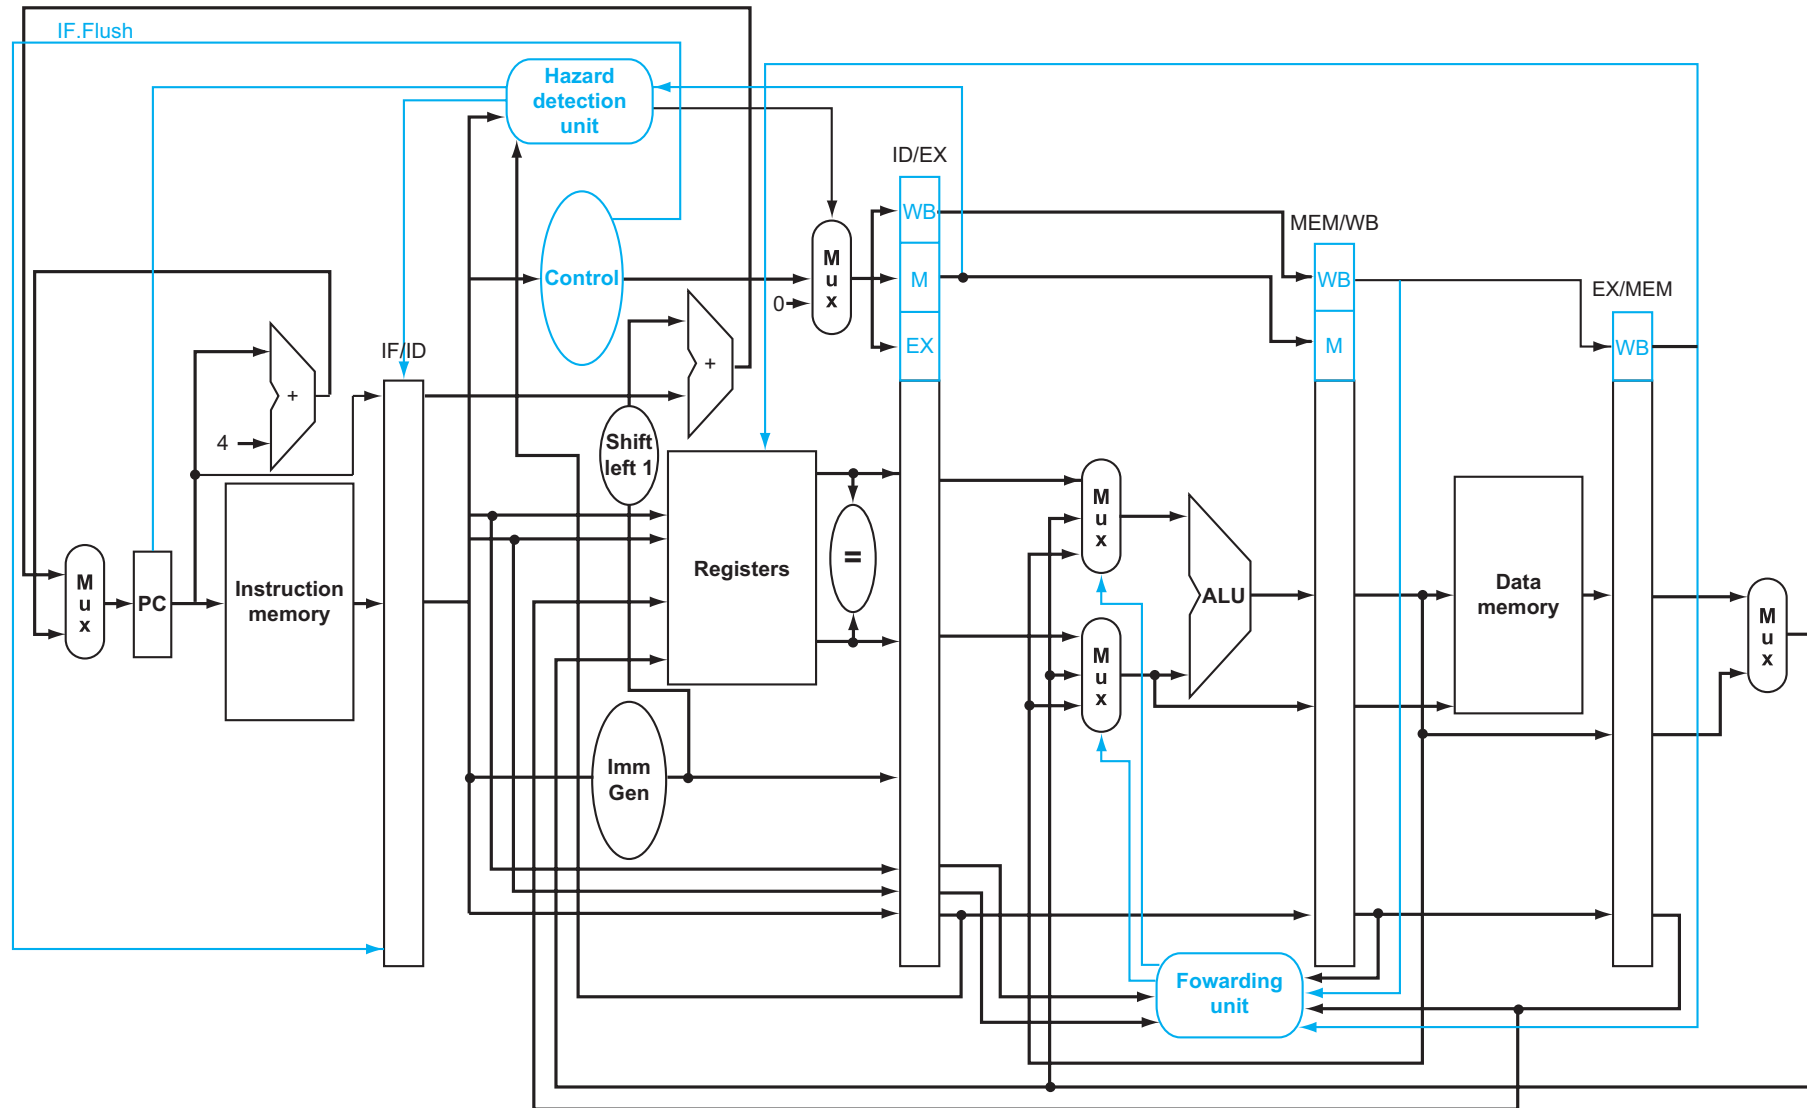 IF.Flush
Hazard
detection
unit
ID/EX
WB
MEM/WB
M
u
x
Control
M
WB
0
EX/MEM
EX
M
WB
IF/ID
+
+
4
Shift
left 1
M
u
x
=
Instruction
memory
Registers
M
u
x
PC
ALU
Data
memory
M
u
x
M
u
x
Imm
Gen
Fowarding
unit